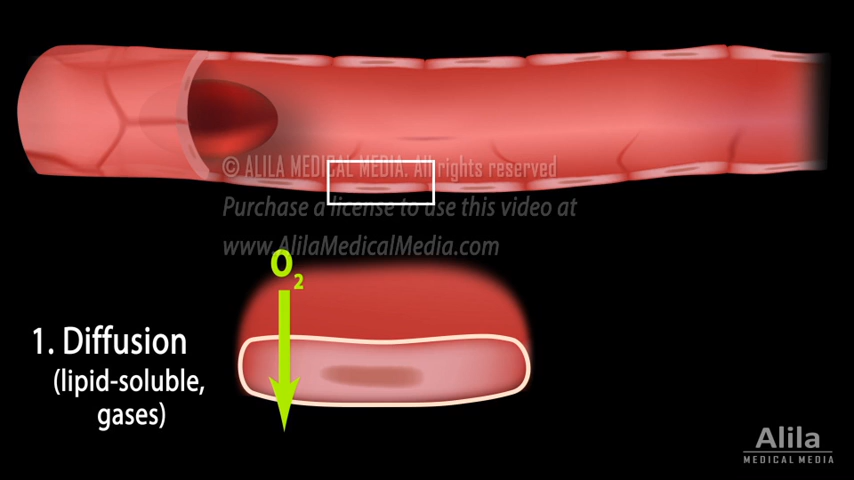 © ALILA MEDICAL MEDIA. All rights reserved
Purchase a license to use this video at
www.AlilaMedicalMedia.com
O₂
1. Diffusion
(lipid-soluble,
gases)
Alila
MEDICAL MEDIA